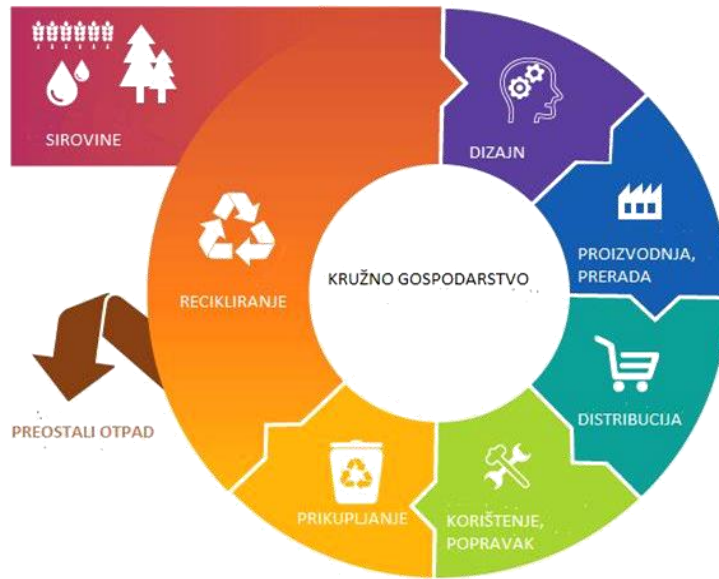 SIROVINE
DIZAJN
PROIZVODNJA,
PRERADA
DISTRIBUCIJA
KORIŠTENJE,
POPRAVAK
PRIKUPLJANJE
RECIKLIRANJE
PREOSTALI OTPAD
KRUŽNO GOSPODARSTVO